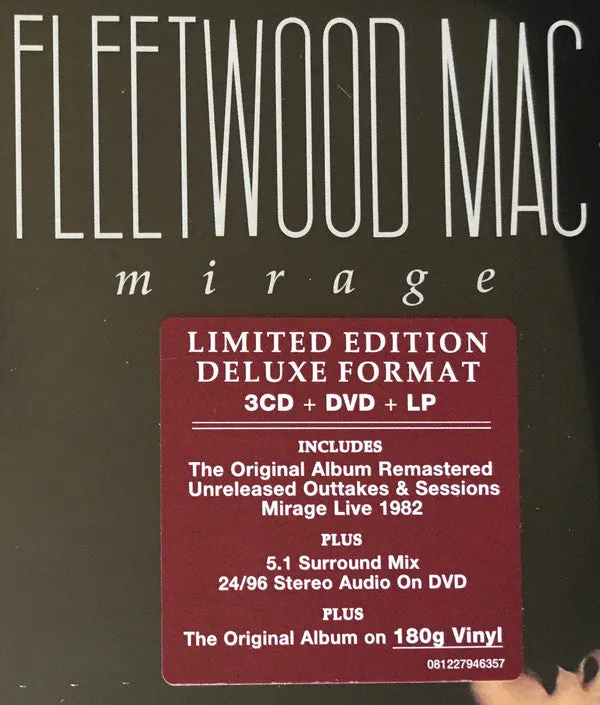 FLEETWOOD MAC
mirage
LIMITED EDITION
DELUXE FORMAT
3CD + DVD + LP
INCLUDES
The Original Album Remastered
Unreleased Outtakes & Sessions
Mirage Live 1982
PLUS
5.1 Surround Mix
24/96 Stereo Audio On DVD
PLUS
The Original Album on 180g Vinyl
081227946357